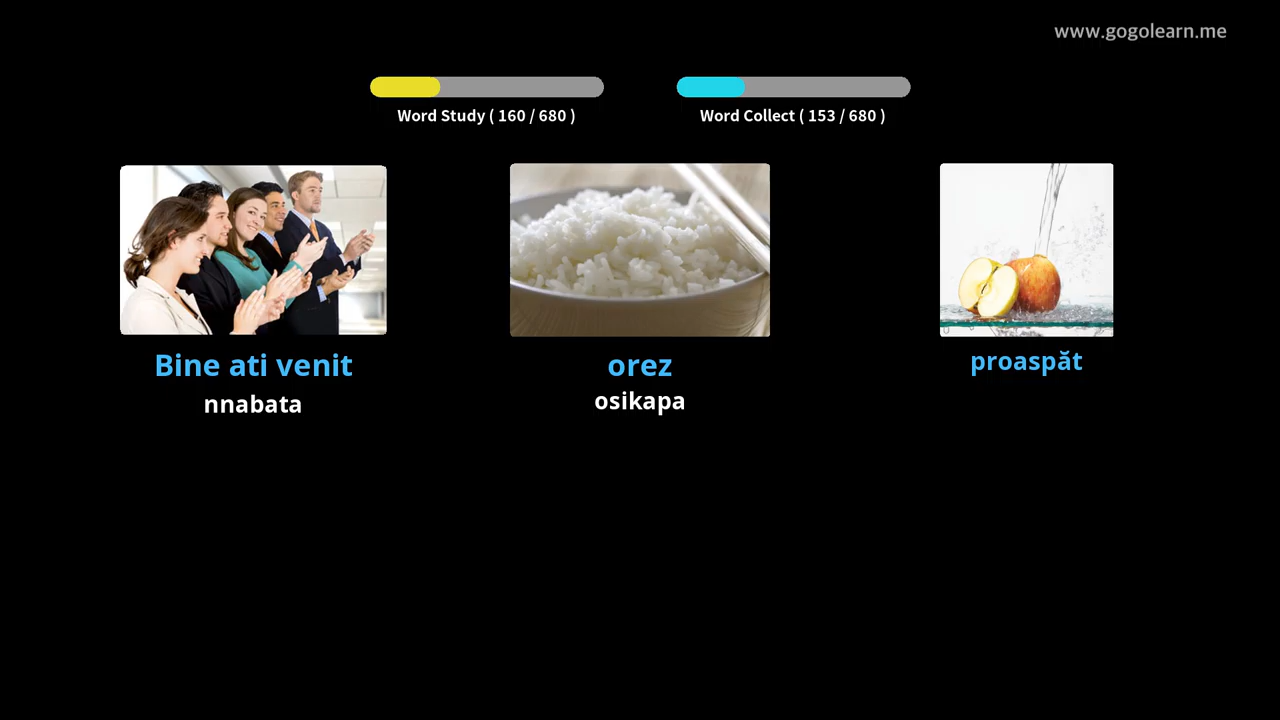 www.gogolearn.me
Word Study ( 160 / 680 )
Word Collect ( 153 / 680 )
Bine ati venit
nnabata
orez
osikapa
proaspăt